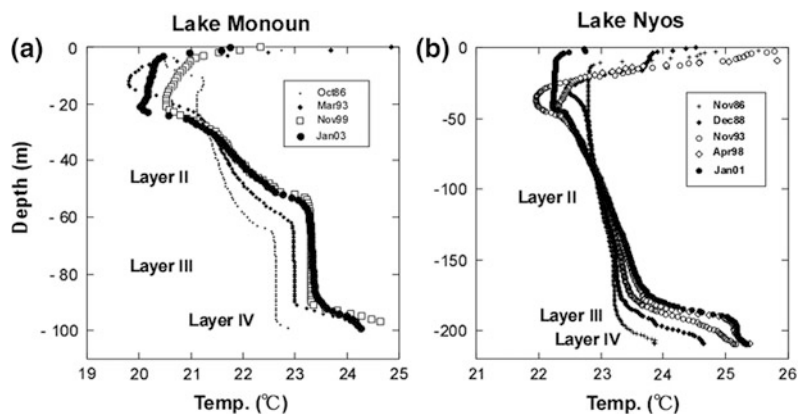 Lake Monoun
(a)
0
- 20
- 40
- 60
- 80
- 100
Depth (m)
Oct86
Mar93
Nov99
Jan03
Layer II
Layer III
Layer IV
19
20
21
22
23
24
25
Temp. (℃)
Lake Nyos
(b)
0
-50
-100
-150
-200
Nov86
Dec88
Nov93
Apr98
Jan01
Layer II
Layer III
Layer IV
21
22
23
24
25
26
Temp. (℃)